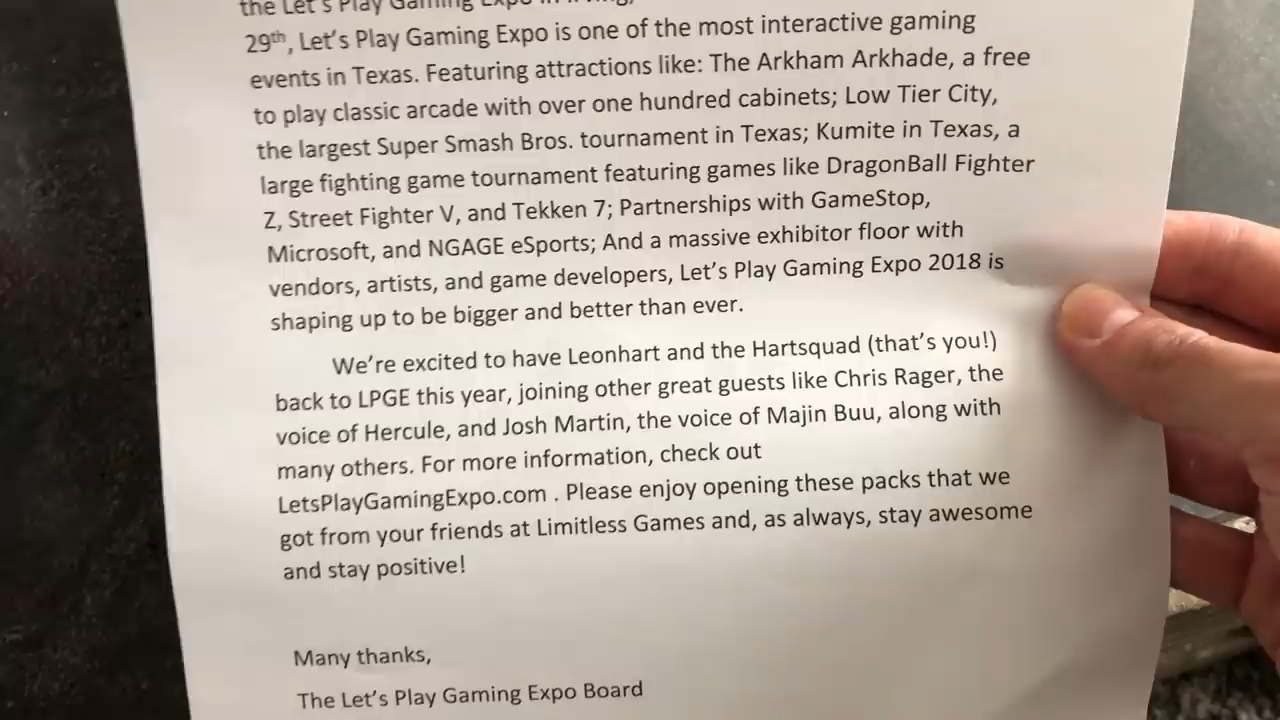 the Let's Play Gaming Expo in Irving,
29th, Let's Play Gaming Expo is one of the most interactive gaming
events in Texas. Featuring attractions like: The Arkham Arkhade, a free
to play classic arcade with over one hundred cabinets; Low Tier City,
the largest Super Smash Bros. tournament in Texas; Kumite in Texas, a
large fighting game tournament featuring games like DragonBall Fighter
Z, Street Fighter V, and Tekken 7; Partnerships with GameStop,
Microsoft, and NGAGE eSports; And a massive exhibitor floor with
vendors, artists, and game developers, Let's Play Gaming Expo 2018 is
shaping up to be bigger and better than ever.
We're excited to have Leonhart and the Hartsquad (that's you!)
back to LPGE this year, joining other great guests like Chris Rager, the
voice of Hercule, and Josh Martin, the voice of Majin Buu, along with
many others. For more information, check out
LetsPlayGamingExpo.com . Please enjoy opening these packs that we
got from your friends at Limitless Games and, as always, stay awesome
and stay positive!
Many thanks,
The Let's Play Gaming Expo Board